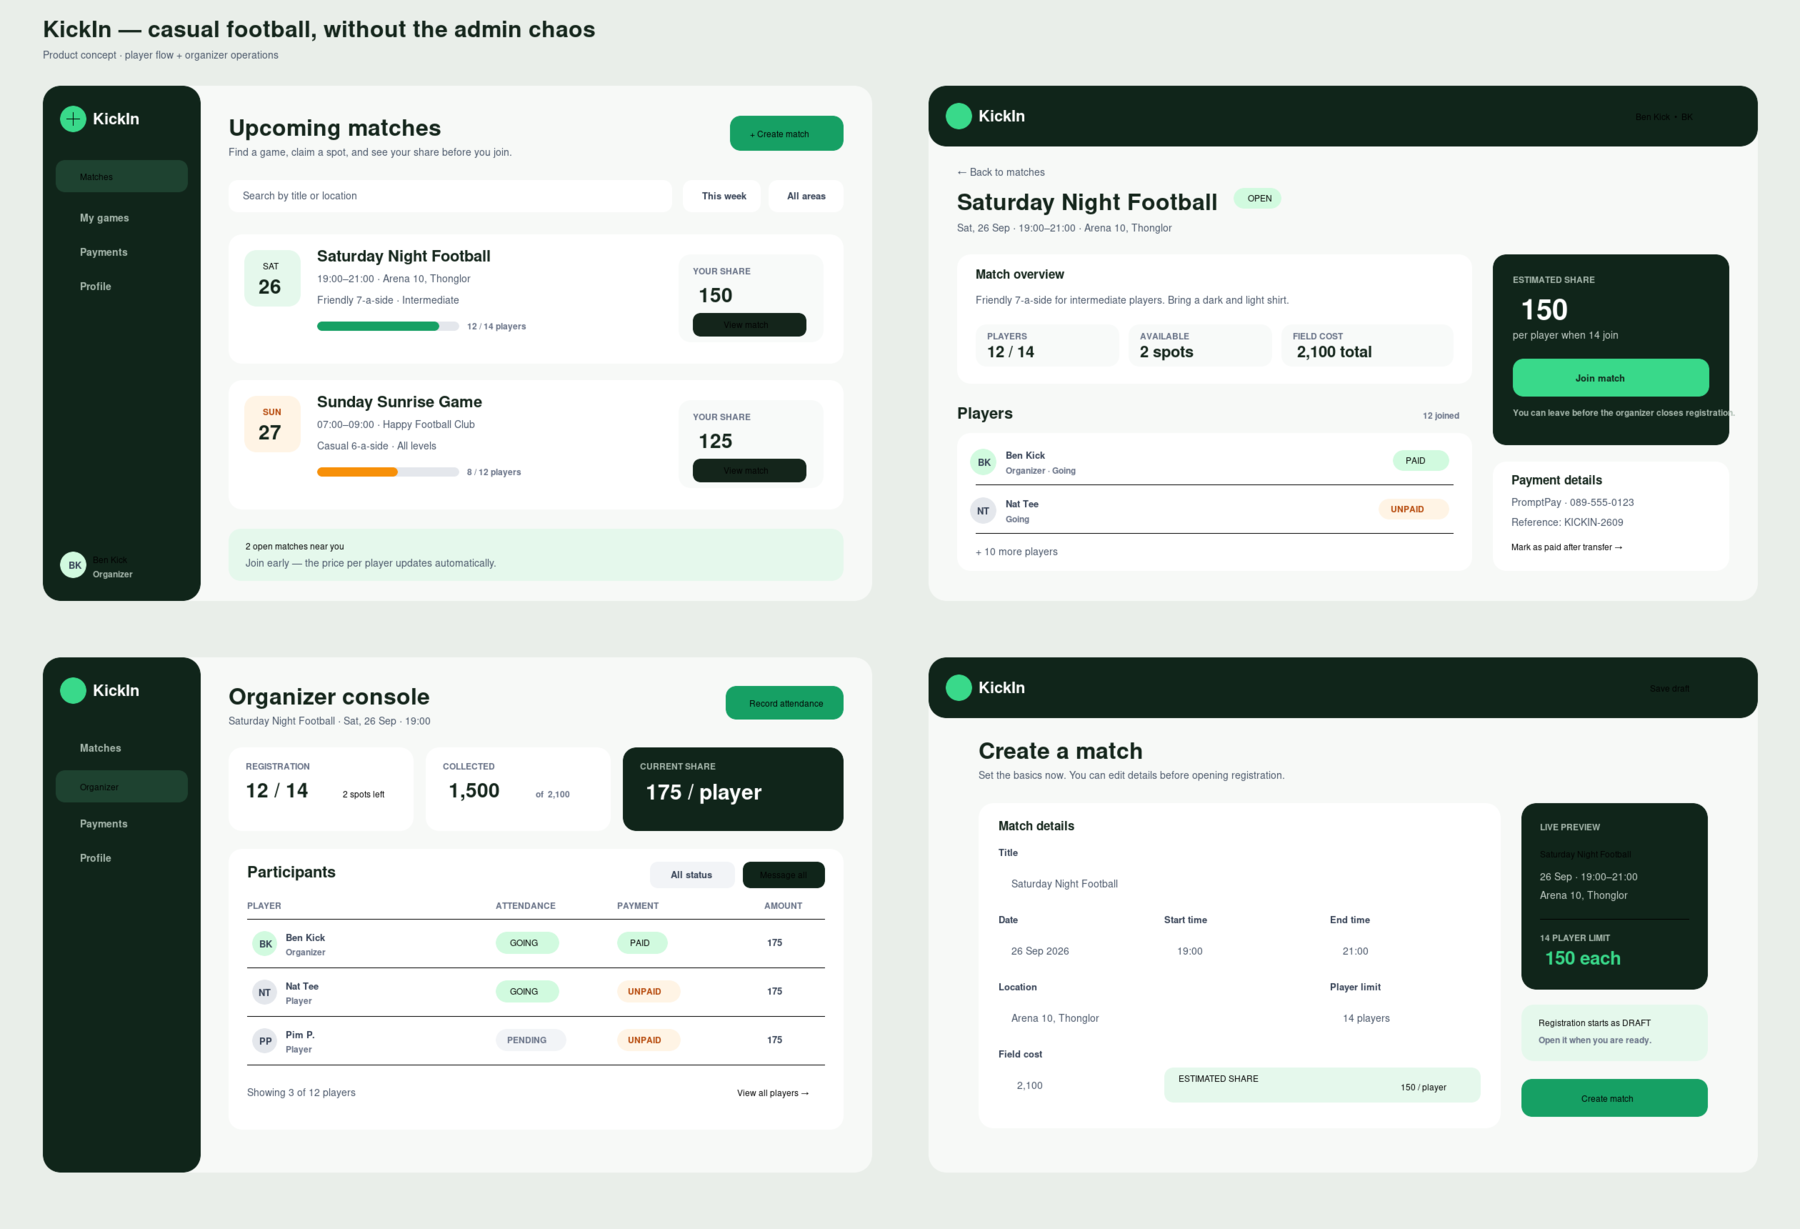 KickIn — casual football, without the admin chaos
Product concept · player flow + organizer operations
KickIn
Matches
My games
Payments
Profile
BK
Ben Kick
Organizer
Upcoming matches
Find a game, claim a spot, and see your share before you join.
+ Create match
Search by title or location
This week
All areas
SAT
26
Saturday Night Football
19:00–21:00 · Arena 10, Thonglor
Friendly 7-a-side · Intermediate
12 / 14 players
YOUR SHARE
150
View match
SUN
27
Sunday Sunrise Game
07:00–09:00 · Happy Football Club
Casual 6-a-side · All levels
8 / 12 players
YOUR SHARE
125
View match
2 open matches near you
Join early — the price per player updates automatically.
KickIn
Ben Kick • BK
← Back to matches
Saturday Night Football
OPEN
Sat, 26 Sep · 19:00–21:00 · Arena 10, Thonglor
Match overview
Friendly 7-a-side for intermediate players. Bring a dark and light shirt.
PLAYERS
12 / 14
AVAILABLE
2 spots
FIELD COST
2,100 total
Players
12 joined
BK
Ben Kick
Organizer · Going
PAID
NT
Nat Tee
Going
UNPAID
+ 10 more players
ESTIMATED SHARE
150
per player when 14 join
Join match
You can leave before the organizer closes registration.
Payment details
PromptPay · 089-555-0123
Reference: KICKIN-2609
Mark as paid after transfer →
KickIn
Matches
Organizer
Payments
Profile
Organizer console
Saturday Night Football · Sat, 26 Sep · 19:00
Record attendance
REGISTRATION
12 / 14
2 spots left
COLLECTED
1,500
of 2,100
CURRENT SHARE
175 / player
Participants
All status
Message all
PLAYER
ATTENDANCE
PAYMENT
AMOUNT
BK
Ben Kick
Organizer
GOING
PAID
175
NT
Nat Tee
Player
GOING
UNPAID
175
PP
Pim P.
Player
PENDING
UNPAID
175
Showing 3 of 12 players
View all players →
KickIn
Save draft
Create a match
Set the basics now. You can edit details before opening registration.
Match details
Title
Saturday Night Football
Date
Start time
End time
26 Sep 2026
19:00
21:00
Location
Player limit
Arena 10, Thonglor
14 players
Field cost
2,100
ESTIMATED SHARE
150 / player
LIVE PREVIEW
Saturday Night Football
26 Sep · 19:00–21:00
Arena 10, Thonglor
14 PLAYER LIMIT
150 each
Registration starts as DRAFT
Open it when you are ready.
Create match